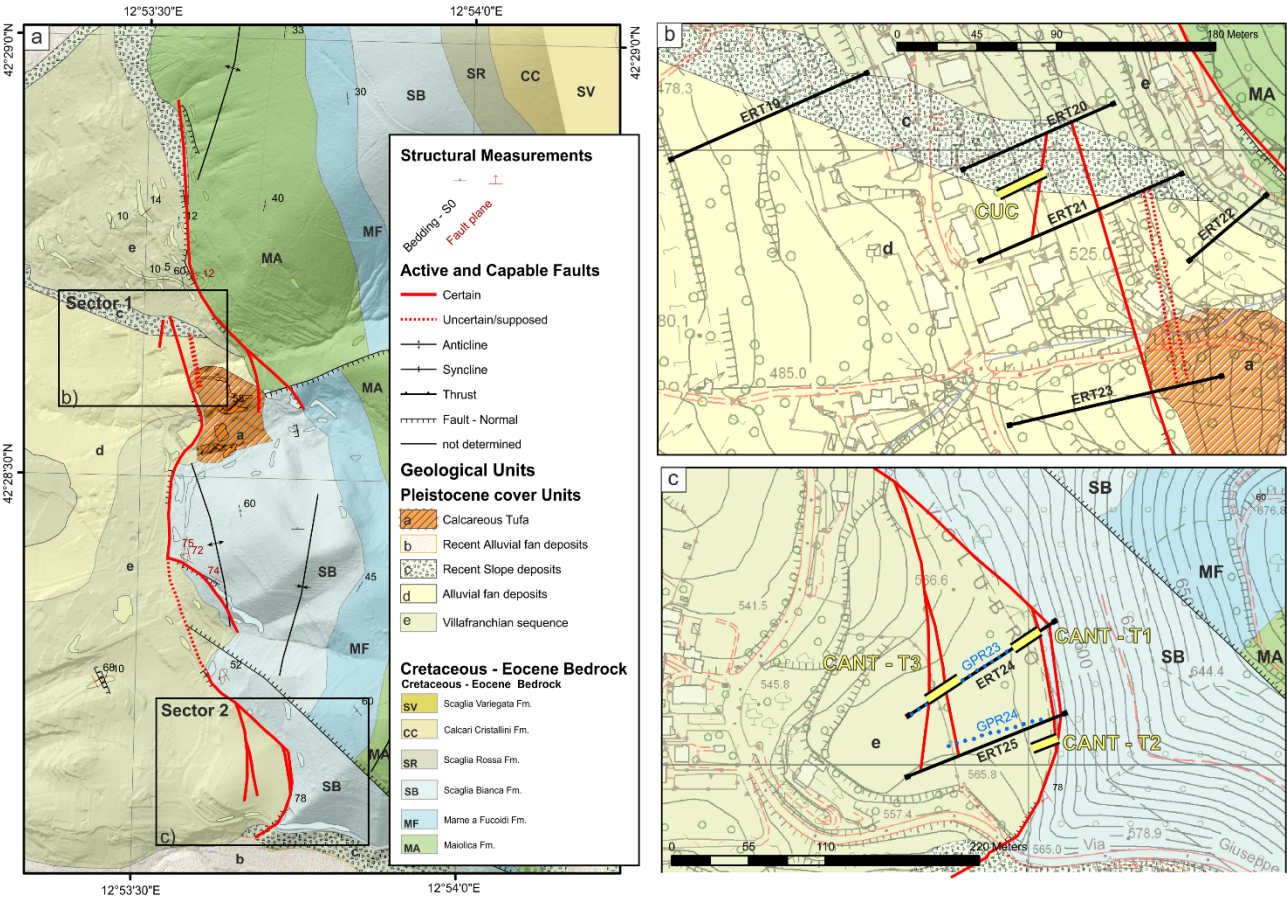 a
12°53'30"E
12°54'0"E
42°29'0"N
42°29'0"N
33
30
SR
CC
SV
SB
MF
MA
40
10
14
12
e
10
5
60
12
Sector 1
c
b)
58
a
d
42°28'30"N
60
75
72
74
SB
45
MA
MF
e
52
68
10
60
Sector 2
MA
SB
78
c)
b
c
12°53'30"E
12°54'0"E
Structural Measurements
Bedding - S0
Fault plane
Active and Capable Faults
Certain
Uncertain/supposed
Anticline
Syncline
Thrust
Fault - Normal
not determined
Geological Units
Pleistocene cover Units
a Calcareous Tufa
b Recent Alluvial fan deposits
c Recent Slope deposits
d Alluvial fan deposits
e Villafranchian sequence
Cretaceous - Eocene Bedrock
Cretaceous - Eocene Bedrock
SV Scaglia Variegata Fm.
CC Calcari Cristallini Fm.
SR Scaglia Rossa Fm.
SB Scaglia Bianca Fm.
MF Marne a Fucoidi Fm.
MA Maiolica Fm.
b
0 45 90 180 Meters
478.3
ERT19
c
ERT20
e
MA
CUC
ERT21
ERT22
d
525.0
80.1
485.0
ERT23
a
c
SB
60
676.8
MF
566.6
541.5
CANT - T1
SB
MA
CANT - T3
GPR23
ERT24
600
644.4
545.8
GPR24
e
ERT25
CANT - T2
565.8
78
557.4
578.9
565.0
Via
Giuseppe
0 55 110 220 Meters